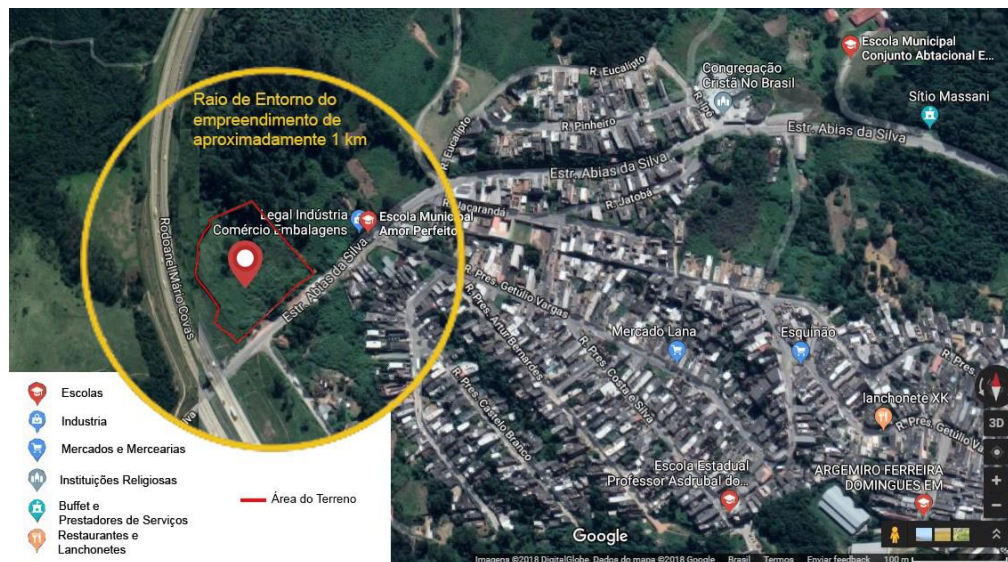 Raio de Entorno do
empreendimento de
aproximadamente 1 km
Escola Municipal
Conjunto Abtacional E...
Congregação
Cristã No Brasil
Sítio Massani
R. Eucalipto
R. Ipê
R. Pinheiro
Estr. Abias da Silva
R. Eucalipto
Estr. Abias da Silva
R. Jatobá
R. Jacarandá
Legal Indústria
Comércio Embalagens
Escola Municipal
Amor Perfeito
Rodoanel Mário Covas
Estr. Abias da Silva
R. Pres. Getúlio Vargas
R. Pres. Artur Bernardes
R. Pres. Costa e Silva
R. Pres. Castelo Branco
Mercado Lana
Esquinão
R. Pres.
lanchonete XK
R. Pres. Getúlio Va
Escola Estadual
Professor Asdrubal do...
ARGEMIRO FERREIRA
DOMINGUES EM
Escolas
Industria
Mercados e Mercearias
Instituições Religiosas
Buffet e
Prestadores de Serviços
Restaurantes e
Lanchonetes
Área do Terreno
3D
Google
Imagens ©2018 DigitalGlobe, Dados do mapa ©2018 Google Brasil Termos Enviar feedback 100 m